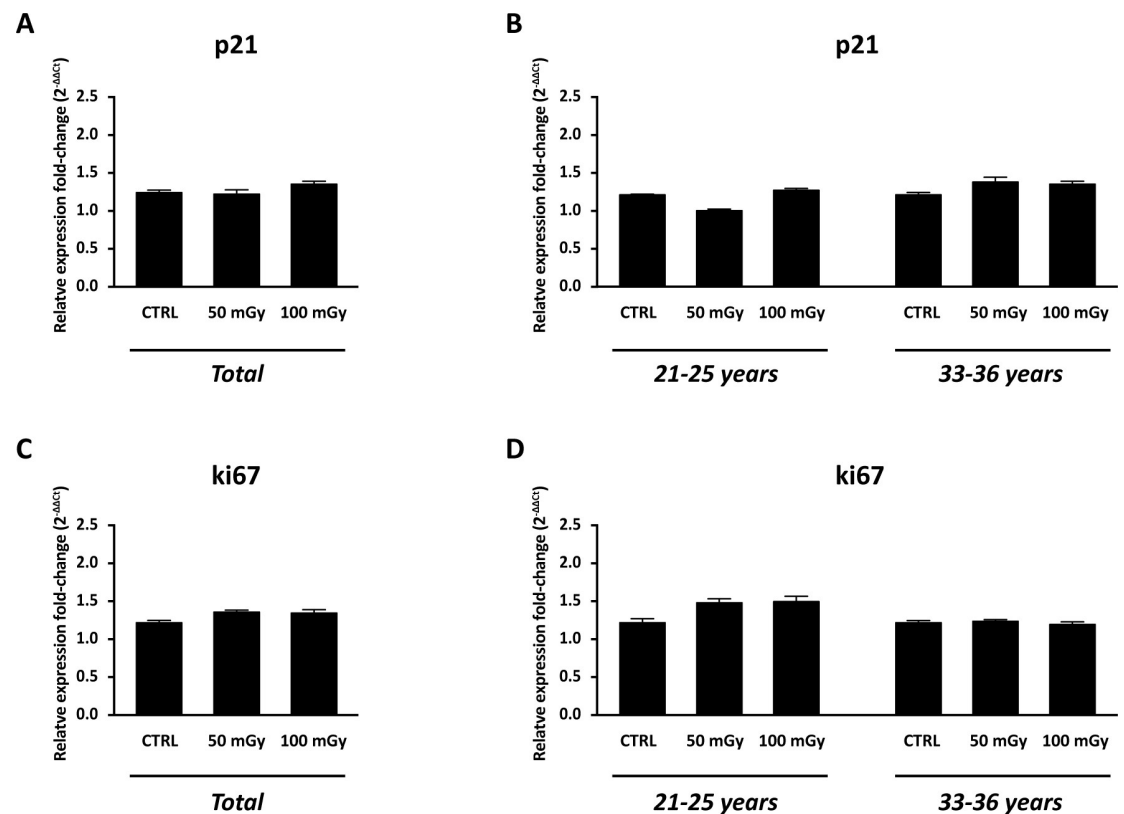 A
p21
Relatve expression fold-change (2^-ΔΔCt)
2.5
2.0
1.5
1.0
0.5
0.0
CTRL 50 mGy 100 mGy
Total
B
p21
Relatve expression fold-change (2^-ΔΔCt)
2.5
2.0
1.5
1.0
0.5
0.0
CTRL 50 mGy 100 mGy CTRL 50 mGy 100 mGy
21-25 years 33-36 years
C
ki67
Relatve expression fold-change (2^-ΔΔCt)
2.5
2.0
1.5
1.0
0.5
0.0
CTRL 50 mGy 100 mGy
Total
D
ki67
Relatve expression fold-change (2^-ΔΔCt)
2.5
2.0
1.5
1.0
0.5
0.0
CTRL 50 mGy 100 mGy CTRL 50 mGy 100 mGy
21-25 years 33-36 years